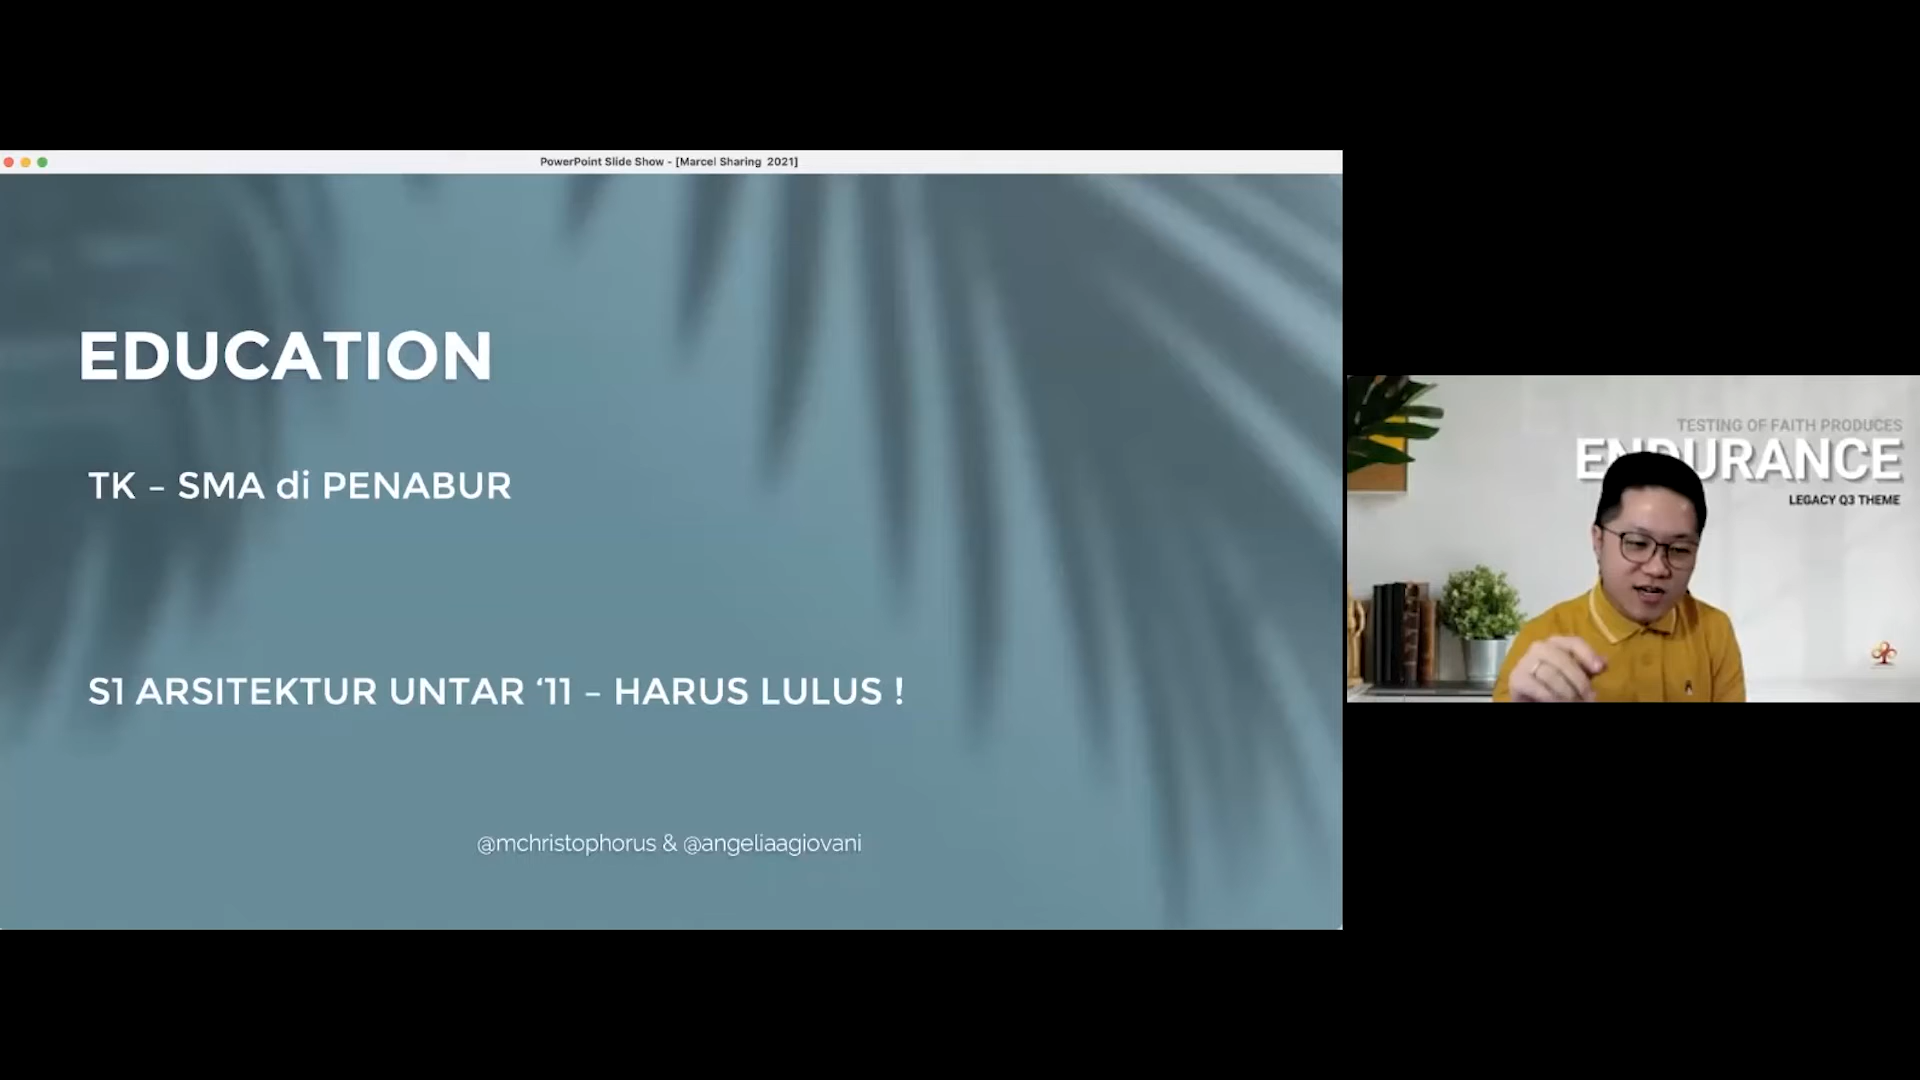 PowerPoint Slide Show - [Marcel Sharing 2021]
EDUCATION
TK – SMA di PENABUR
S1 ARSITEKTUR UNTAR ‘11 – HARUS LULUS !
@mchristophorus & @angeliaagiovani
TESTING OF FAITH PRODUCES
ENDURANCE
LEGACY Q3 THEME